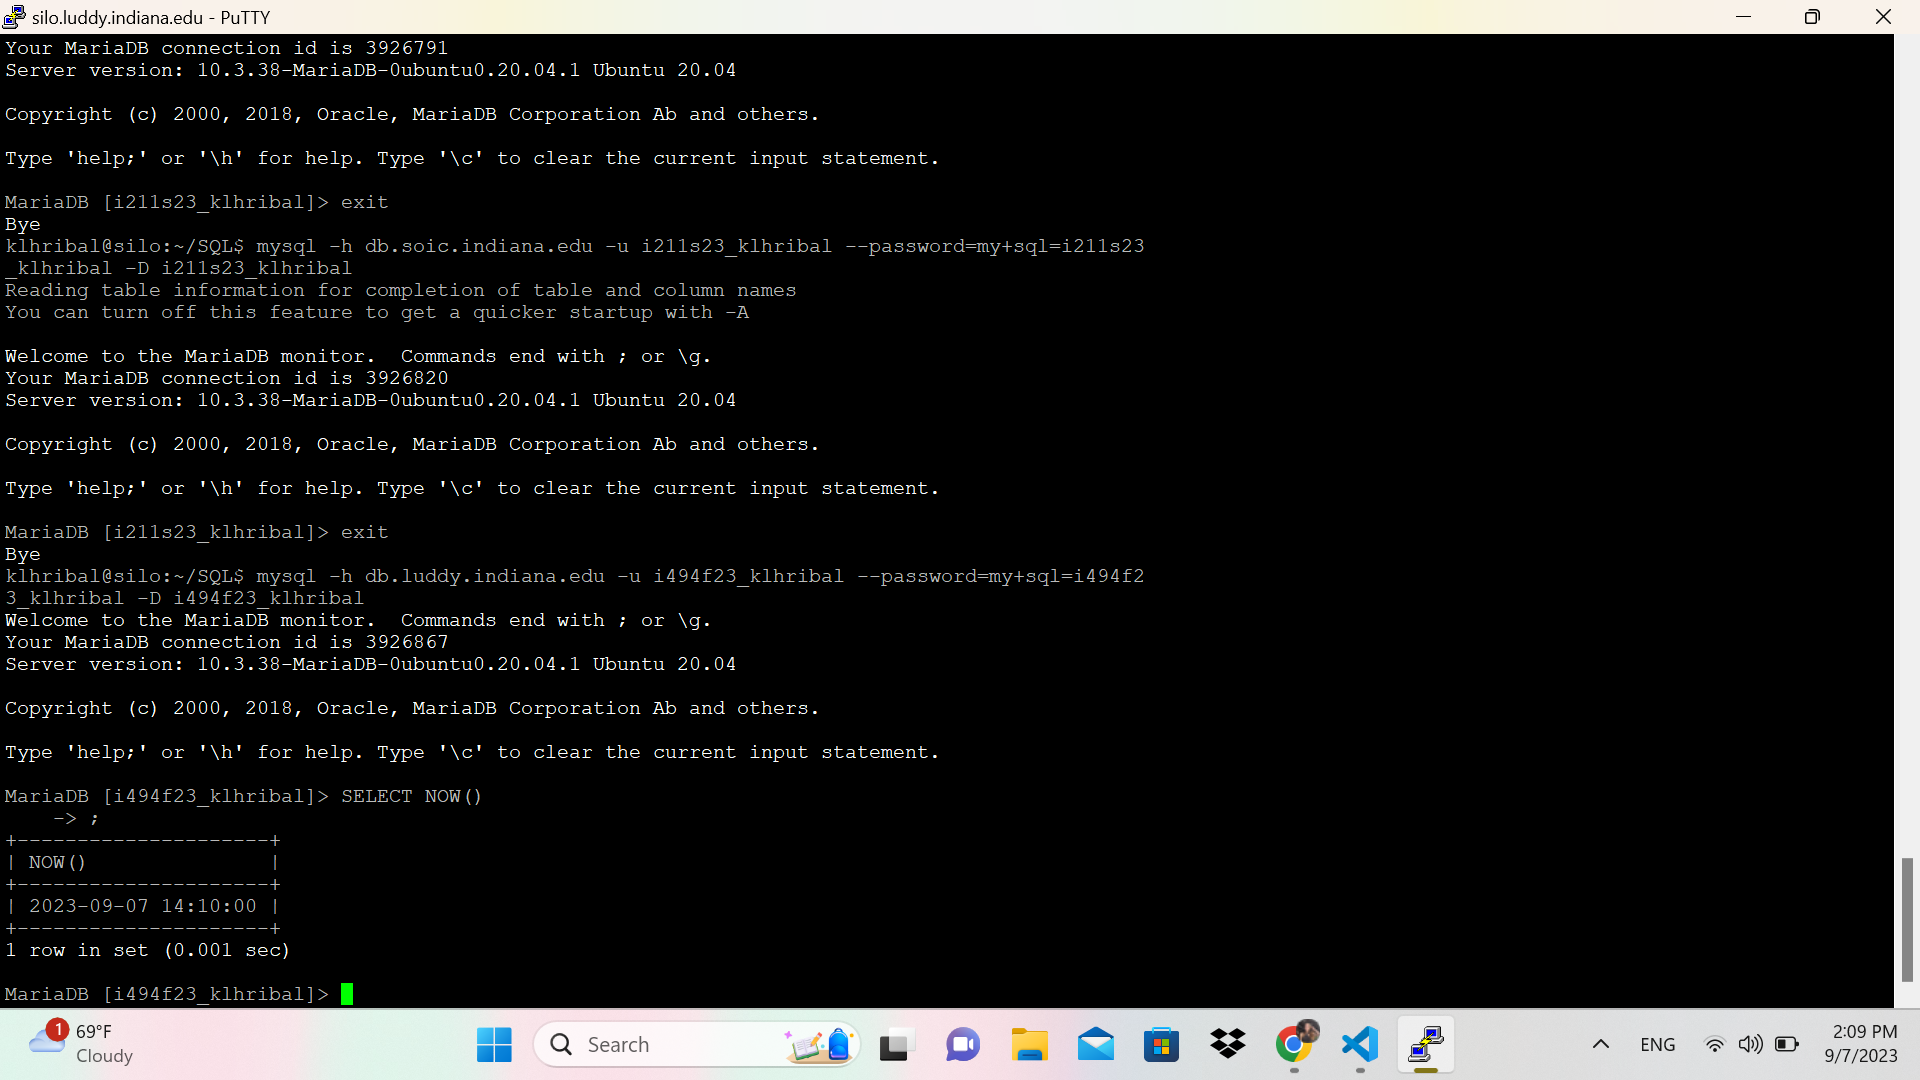 silo.luddy.indiana.edu - PuTTY
Your MariaDB connection id is 3926791
Server version: 10.3.38-MariaDB-0ubuntu0.20.04.1 Ubuntu 20.04
Copyright (c) 2000, 2018, Oracle, MariaDB Corporation Ab and others.
Type 'help;' or '\h' for help. Type '\c' to clear the current input statement.
MariaDB [i211s23_klhribal]> exit
Bye
klhribal@silo:~/SQL$ mysql -h db.soic.indiana.edu -u i211s23_klhribal --password=my+sql=i211s23
_klhribal -D i211s23_klhribal
Reading table information for completion of table and column names
You can turn off this feature to get a quicker startup with -A
Welcome to the MariaDB monitor.  Commands end with ; or \g.
Your MariaDB connection id is 3926820
Server version: 10.3.38-MariaDB-0ubuntu0.20.04.1 Ubuntu 20.04
Copyright (c) 2000, 2018, Oracle, MariaDB Corporation Ab and others.
Type 'help;' or '\h' for help. Type '\c' to clear the current input statement.
MariaDB [i211s23_klhribal]> exit
Bye
klhribal@silo:~/SQL$ mysql -h db.luddy.indiana.edu -u i494f23_klhribal --password=my+sql=i494f2
3_klhribal -D i494f23_klhribal
Welcome to the MariaDB monitor.  Commands end with ; or \g.
Your MariaDB connection id is 3926867
Server version: 10.3.38-MariaDB-0ubuntu0.20.04.1 Ubuntu 20.04
Copyright (c) 2000, 2018, Oracle, MariaDB Corporation Ab and others.
Type 'help;' or '\h' for help. Type '\c' to clear the current input statement.
MariaDB [i494f23_klhribal]> SELECT NOW()
    -> ;
+---------------------+
| NOW()               |
+---------------------+
| 2023-09-07 14:10:00 |
+---------------------+
1 row in set (0.001 sec)
MariaDB [i494f23_klhribal]>
1
69°F
Cloudy
Search
ENG
2:09 PM
9/7/2023